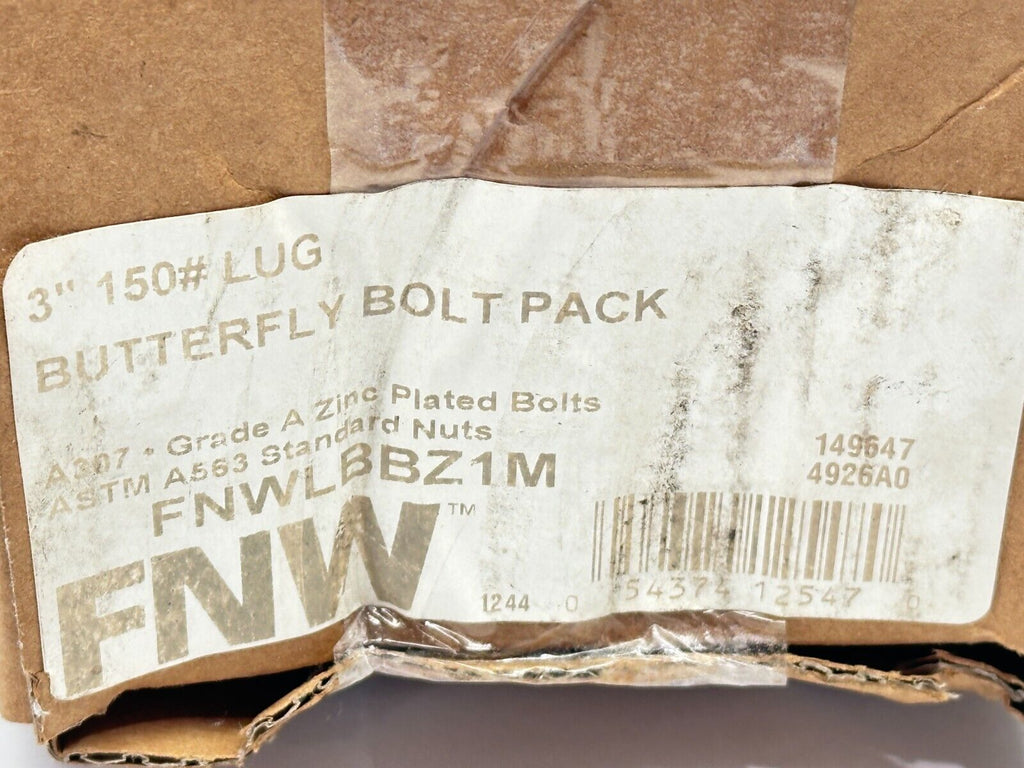 3" 150# LUG
BUTTERFLY BOLT PACK
A307 - Grade A Zinc Plated Bolts
ASTM A563 Standard Nuts
FNWLBBZ1M
FNW™
149647
4926A0
1244 0 54374 12547 0